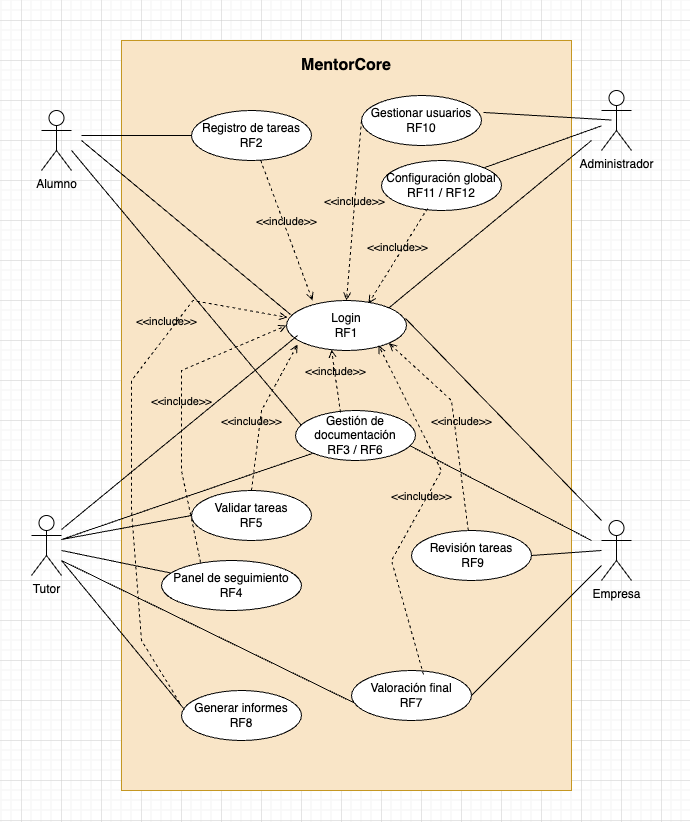 MentorCore
Registro de tareas
RF2
Gestionar usuarios
RF10
Alumno
Administrador
Configuración global
RF11 / RF12
<<include>>
<<include>>
<<include>>
Login
RF1
<<include>>
<<include>>
<<include>>
<<include>>
<<include>>
Gestión de
documentación
RF3 / RF6
<<include>>
Validar tareas
RF5
Revisión tareas
RF9
Tutor
Empresa
Panel de seguimiento
RF4
Valoración final
RF7
Generar informes
RF8